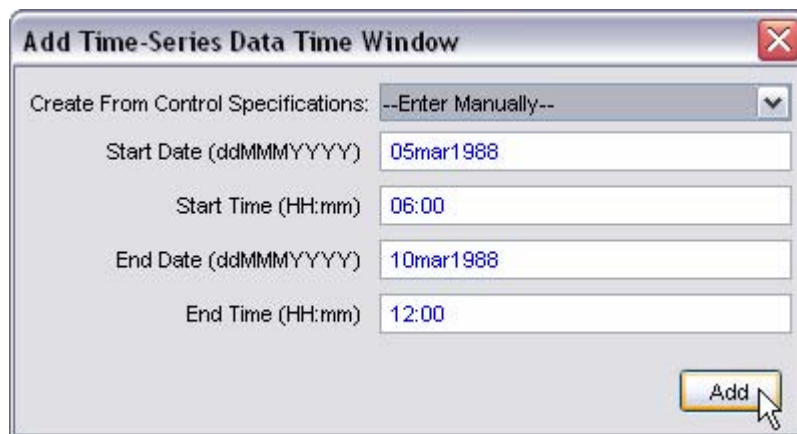 Add Time-Series Data Time Window
Create From Control Specifications: --Enter Manually--
Start Date (ddMMMYYYY) 05mar1988
Start Time (HH:mm) 06:00
End Date (ddMMMYYYY) 10mar1988
End Time (HH:mm) 12:00
Add